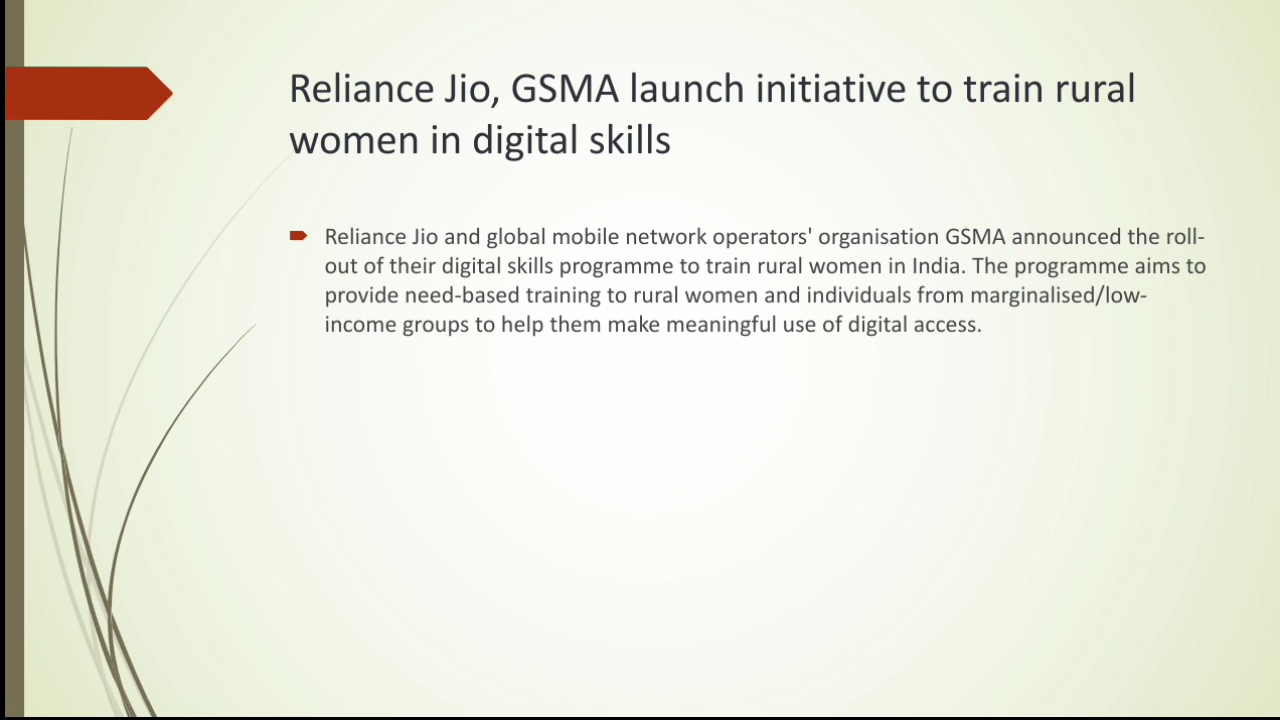 Reliance Jio, GSMA launch initiative to train rural
women in digital skills
Reliance Jio and global mobile network operators' organisation GSMA announced the roll-
out of their digital skills programme to train rural women in India. The programme aims to
provide need-based training to rural women and individuals from marginalised/low-
income groups to help them make meaningful use of digital access.